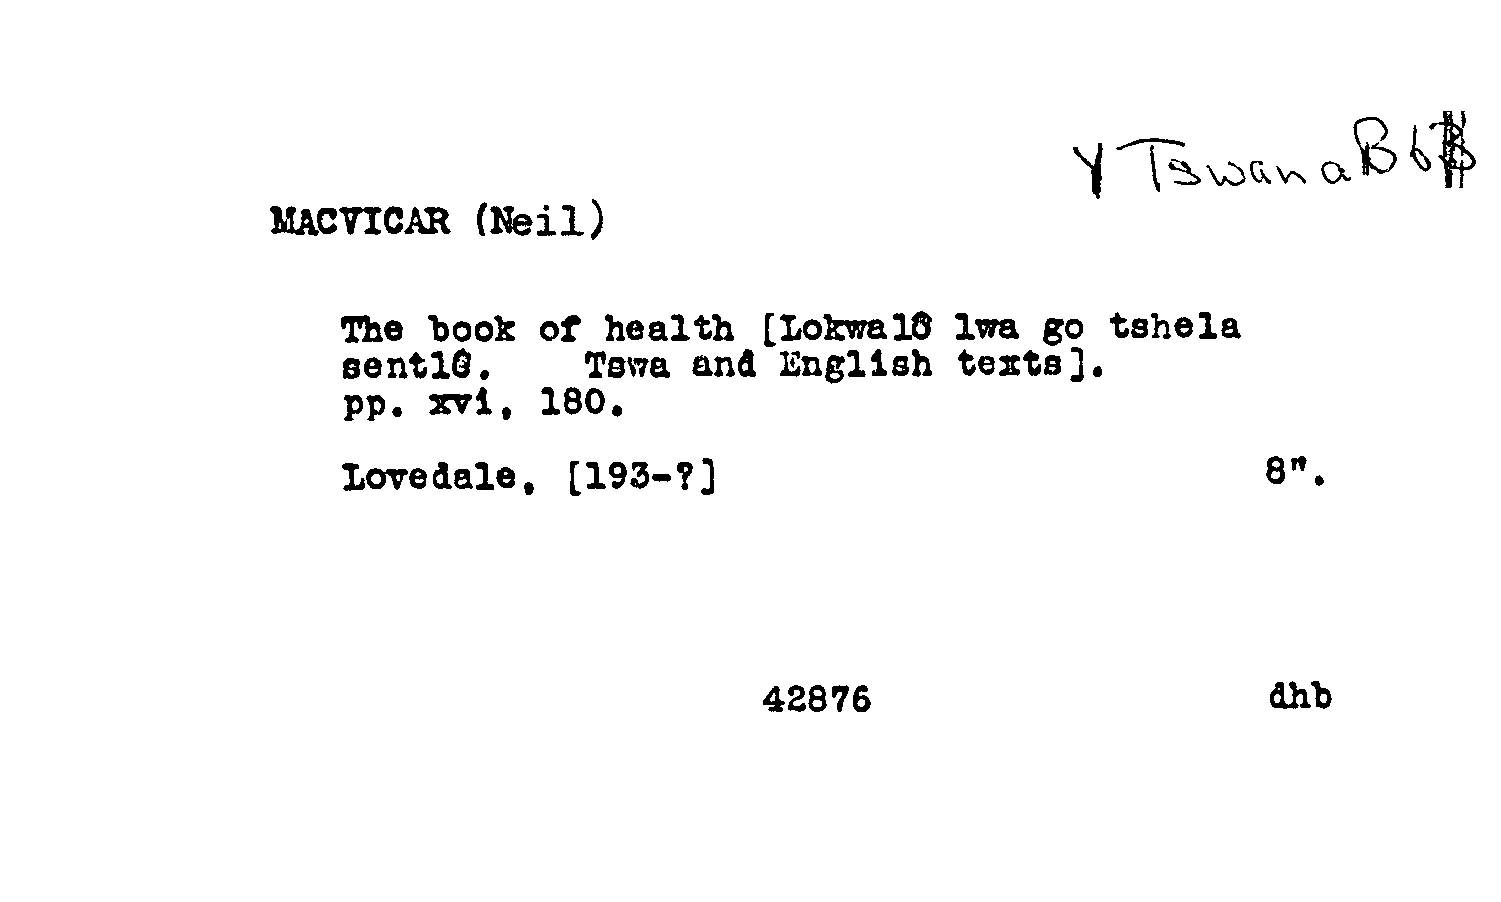 Y Tswana B 6
MACVICAR (Neil)
The book of health [Lokwalô lwa go tshela
sentlê. Tswa and English texts].
pp. xvi, 180.
Lovedale, [193-?] 8".
42876 dhb